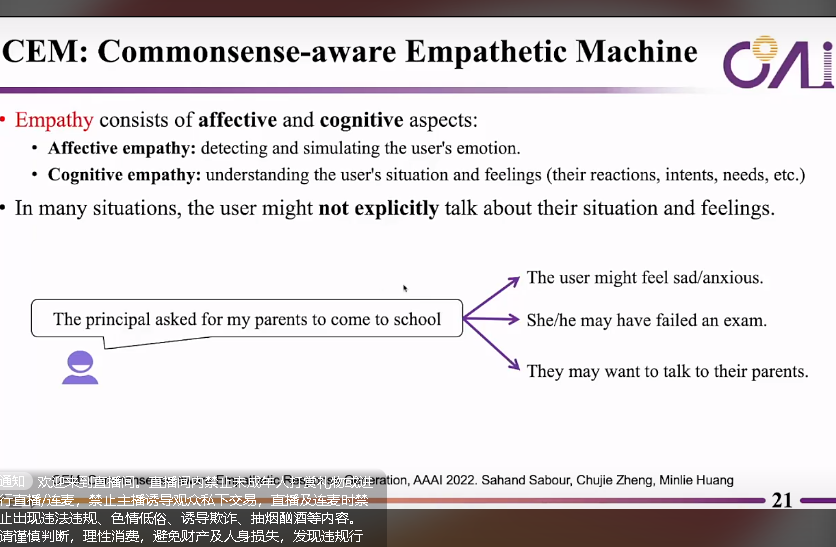 CEM: Commonsense-aware Empathetic Machine
Empathy consists of affective and cognitive aspects:
Affective empathy: detecting and simulating the user's emotion.
Cognitive empathy: understanding the user's situation and feelings (their reactions, intents, needs, etc.)
In many situations, the user might not explicitly talk about their situation and feelings.
The user might feel sad/anxious.
The principal asked for my parents to come to school
She/he may have failed an exam.
They may want to talk to their parents.
eration, AAAI 2022. Sahand Sabour, Chujie Zheng, Minlie Huang
21
通知 欢迎来到直播间。直播间内禁止未成年人打赏礼物或进
行直播/连麦，禁止主播诱导观众私下交易，直播及连麦时禁
止出现违法违规、色情低俗、诱导欺诈、抽烟酗酒等内容。
请谨慎判断，理性消费，避免财产及人身损失，发现违规行